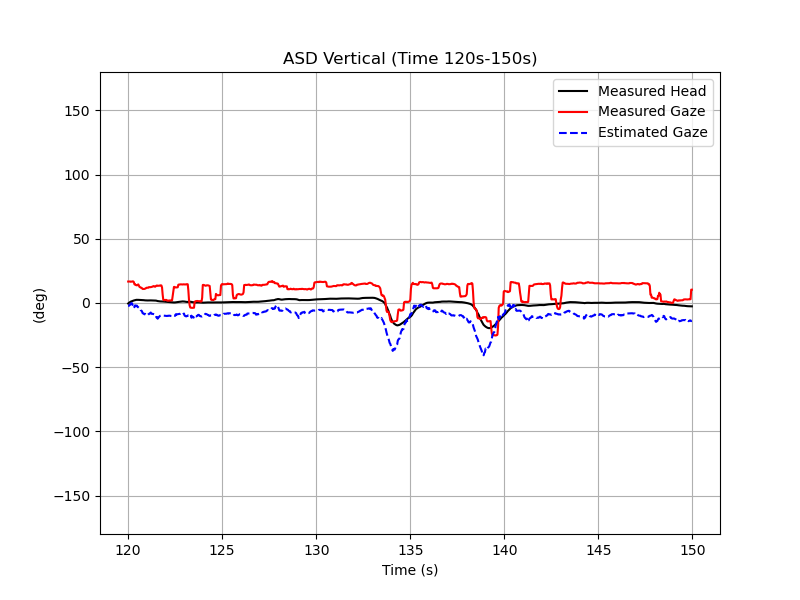 ASD Vertical (Time 120s-150s)
Measured Head
Measured Gaze
Estimated Gaze
150
100
50
0
−50
−100
−150
(deg)
120 125 130 135 140 145 150
Time (s)